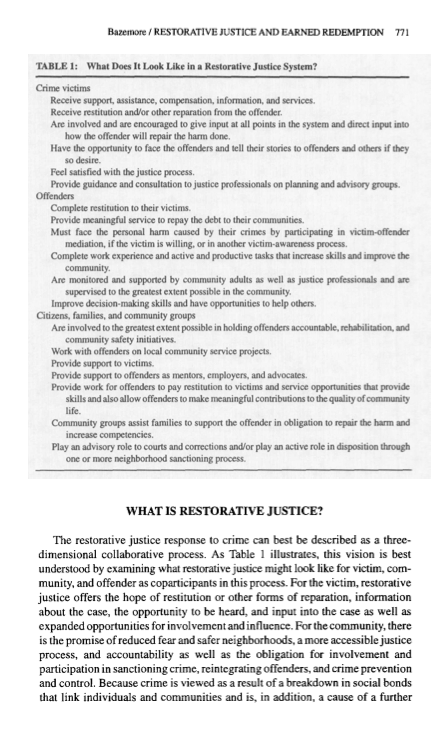 Bazemore / RESTORATIVE JUSTICE AND EARNED REDEMPTION 771
TABLE 1: What Does It Look Like in a Restorative Justice System?
Crime victims
Receive support, assistance, compensation, information, and services.
Receive restitution and/or other reparation from the offender.
Are involved and are encouraged to give input at all points in the system and direct input into
how the offender will repair the harm done.
Have the opportunity to face the offenders and tell their stories to offenders and others if they
so desire.
Feel satisfied with the justice process.
Provide guidance and consultation to justice professionals on planning and advisory groups.
Offenders
Complete restitution to their victims.
Provide meaningful service to repay the debt to their communities.
Must face the personal harm caused by their crimes by participating in victim-offender
mediation, if the victim is willing, or in another victim-awareness process.
Complete work experience and active and productive tasks that increase skills and improve the
community.
Are monitored and supported by community adults as well as justice professionals and are
supervised to the greatest extent possible in the community.
Improve decision-making skills and have opportunities to help others.
Citizens, families, and community groups
Are involved to the greatest extent possible in holding offenders accountable, rehabilitation, and
community safety initiatives.
Work with offenders on local community service projects.
Provide support to victims.
Provide support to offenders as mentors, employers, and advocates.
Provide work for offenders to pay restitution to victims and service opportunities that provide
skills and also allow offenders to make meaningful contributions to the quality of community
life.
Community groups assist families to support the offender in obligation to repair the harm and
increase competencies.
Play an advisory role to courts and corrections and/or play an active role in disposition through
one or more neighborhood sanctioning process.
WHAT IS RESTORATIVE JUSTICE?
The restorative justice response to crime can best be described as a three-
dimensional collaborative process. As Table 1 illustrates, this vision is best
understood by examining what restorative justice might look like for victim, com-
munity, and offender as coparticipants in this process. For the victim, restorative
justice offers the hope of restitution or other forms of reparation, information
about the case, the opportunity to be heard, and input into the case as well as
expanded opportunities for involvement and influence. For the community, there
is the promise of reduced fear and safer neighborhoods, a more accessible justice
process, and accountability as well as the obligation for involvement and
participation in sanctioning crime, reintegrating offenders, and crime prevention
and control. Because crime is viewed as a result of a breakdown in social bonds
that link individuals and communities and is, in addition, a cause of a further